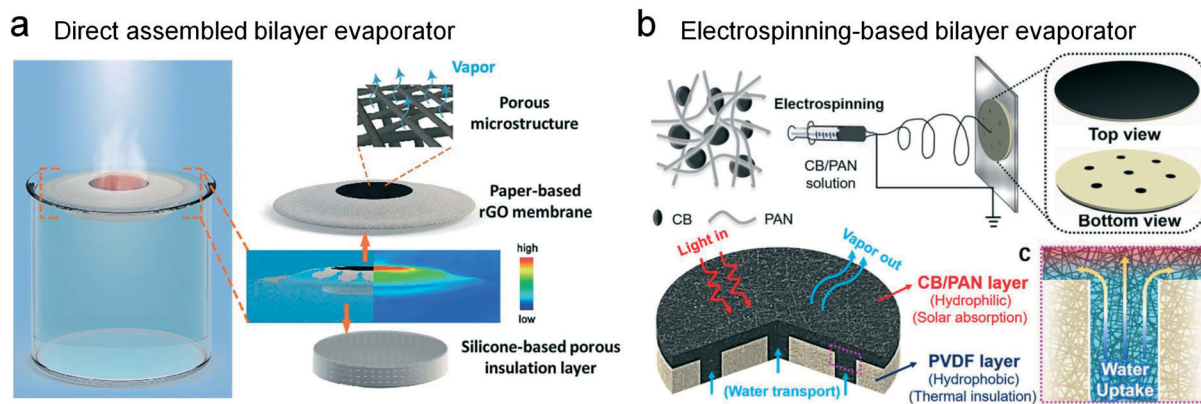 a Direct assembled bilayer evaporator
Vapor
Porous
microstructure
Paper-based
rGO membrane
high
low
Silicone-based porous
insulation layer
b Electrospinning-based bilayer evaporator
Electrospinning
CB/PAN
solution
CB
PAN
Top view
Bottom view
Light in
Vapor out
CB/PAN layer
(Hydrophilic)
(Solar absorption)
PVDF layer
(Hydrophobic)
(Thermal insulation)
(Water transport)
c
Water
Uptake